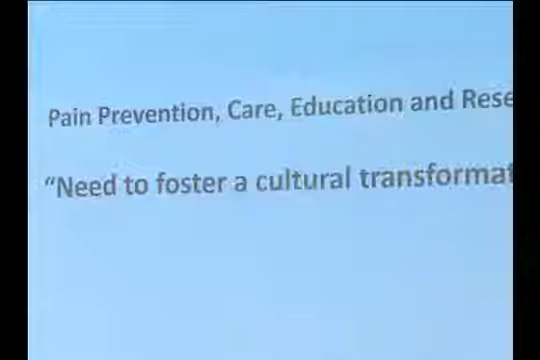 Pain Prevention, Care, Education and Rese
“Need to foster a cultural transformat